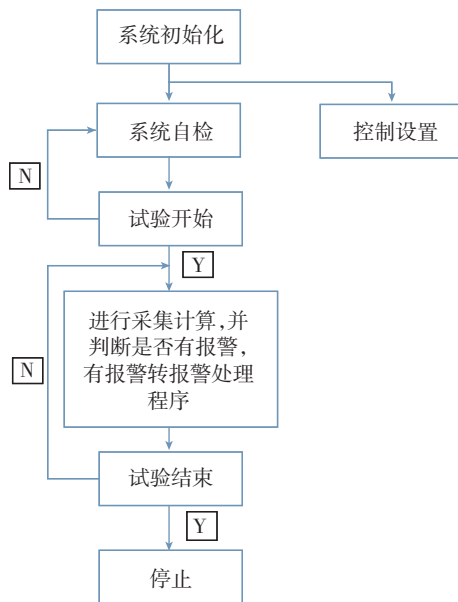 系统初始化
系统自检
控制设置
N
试验开始
Y
进行采集计算,并
判断是否有报警,
有报警转报警处理
程序
N
试验结束
Y
停止